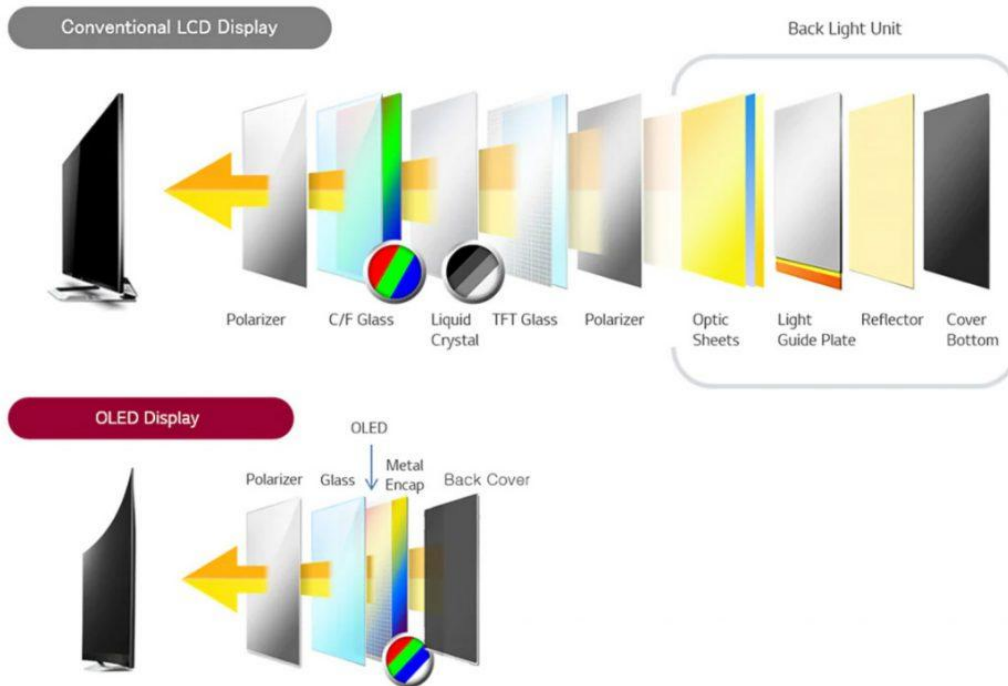 Conventional LCD Display
Back Light Unit
Polarizer
C/F Glass
Liquid
Crystal
TFT Glass
Polarizer
Optic
Sheets
Light
Guide Plate
Reflector
Cover
Bottom
OLED Display
OLED
Polarizer
Glass
Metal
Encap
Back Cover